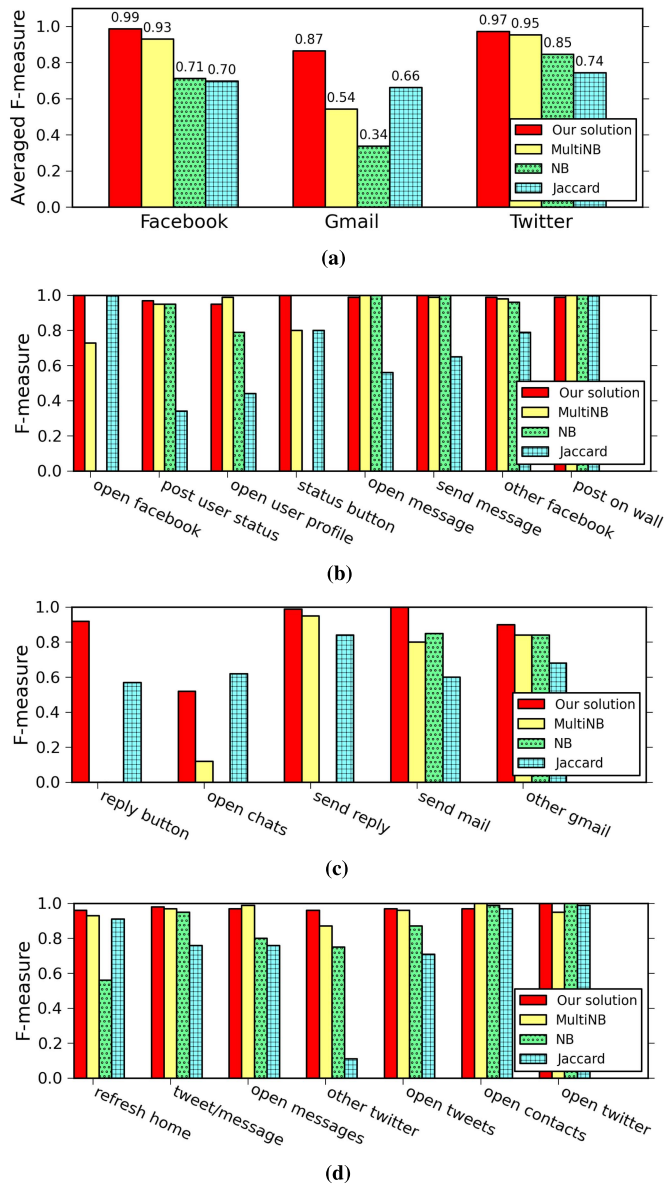 0.99 0.93 0.71 0.70 0.87 0.54 0.34 0.66 0.97 0.95 0.85 0.74
Averaged F-measure
1.0
0.8
0.6
0.4
0.2
0.0
Our solution
MultiNB
NB
Jaccard
Facebook Gmail Twitter
(a)
F-measure
1.0
0.8
0.6
0.4
0.2
0.0
Our solution
MultiNB
NB
Jaccard
open facebook
post user status
open user profile
status button
open message
send message
other facebook
post on wall
(b)
F-measure
1.0
0.8
0.6
0.4
0.2
0.0
Our solution
MultiNB
NB
Jaccard
reply button
open chats
send reply
send mail
other gmail
(c)
F-measure
1.0
0.8
0.6
0.4
0.2
0.0
Our solution
MultiNB
NB
Jaccard
refresh home
tweet/message
open messages
other twitter
open tweets
open contacts
open twitter
(d)